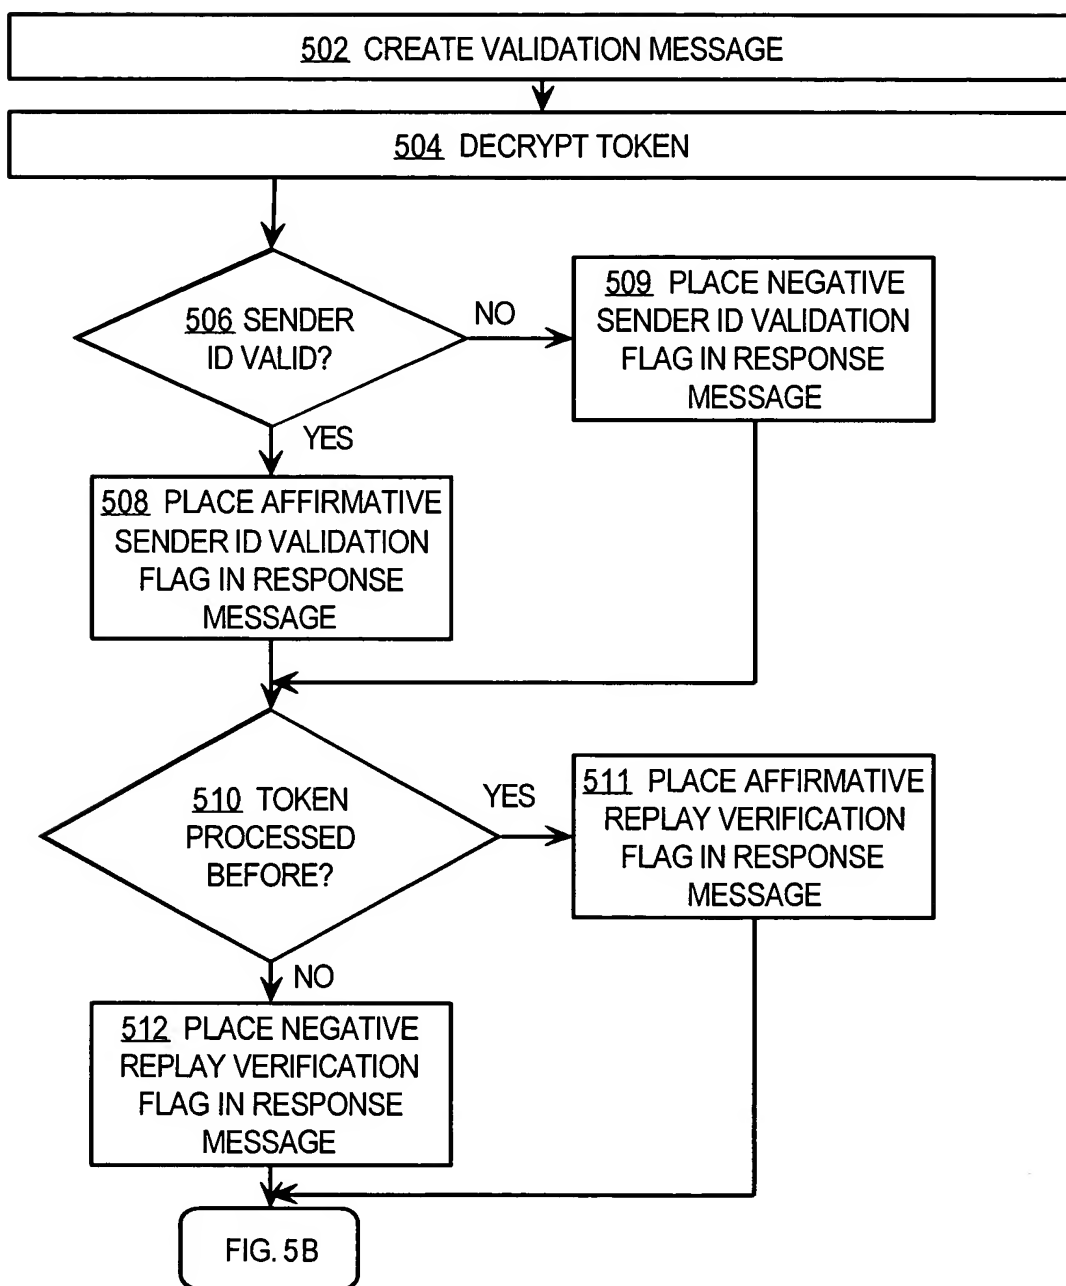 502 CREATE VALIDATION MESSAGE
504 DECRYPT TOKEN
506 SENDER
ID VALID?
NO
509 PLACE NEGATIVE
SENDER ID VALIDATION
FLAG IN RESPONSE
MESSAGE
YES
508 PLACE AFFIRMATIVE
SENDER ID VALIDATION
FLAG IN RESPONSE
MESSAGE
510 TOKEN
PROCESSED
BEFORE?
YES
511 PLACE AFFIRMATIVE
REPLAY VERIFICATION
FLAG IN RESPONSE
MESSAGE
NO
512 PLACE NEGATIVE
REPLAY VERIFICATION
FLAG IN RESPONSE
MESSAGE
FIG. 5B